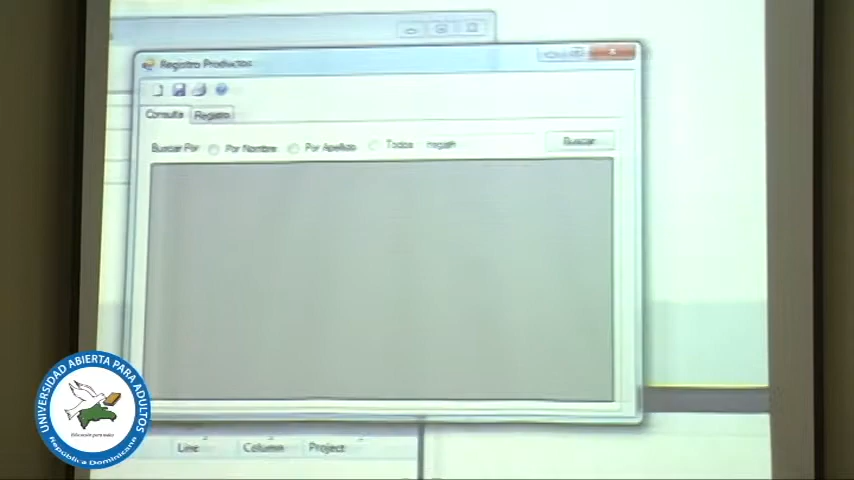 Registro Productos
Consulta Registro
Buscar Por Por Nombre Por Apellido Todos Buscar
Line Column Project
UNIVERSIDAD ABIERTA PARA ADULTOS
República Dominicana